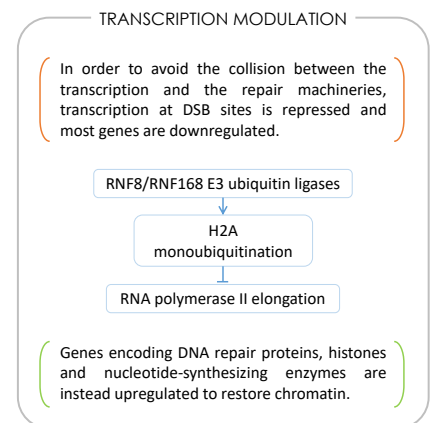 TRANSCRIPTION MODULATION
In order to avoid the collision between the
transcription and the repair machineries,
transcription at DSB sites is repressed and
most genes are downregulated.
RNF8/RNF168 E3 ubiquitin ligases
H2A
monoubiquitination
RNA polymerase II elongation
Genes encoding DNA repair proteins, histones
and nucleotide-synthesizing enzymes are
instead upregulated to restore chromatin.